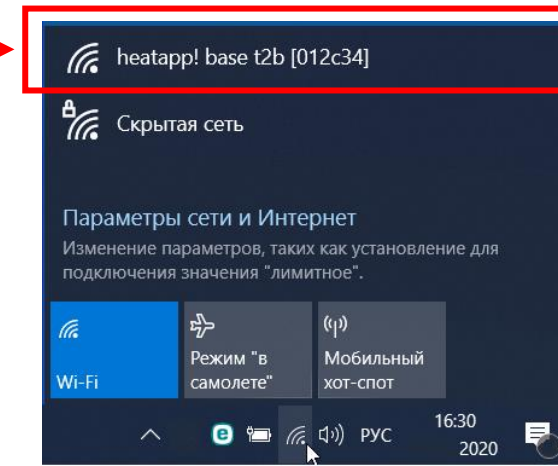 heatapp! base t2b [012c34]
Скрытая сеть
Параметры сети и Интернет
Изменение параметров, таких как установление для
подключения значения "лимитное".
Wi-Fi
Режим "в
самолете"
Мобильный
хот-спот
РУС
16:30
2020